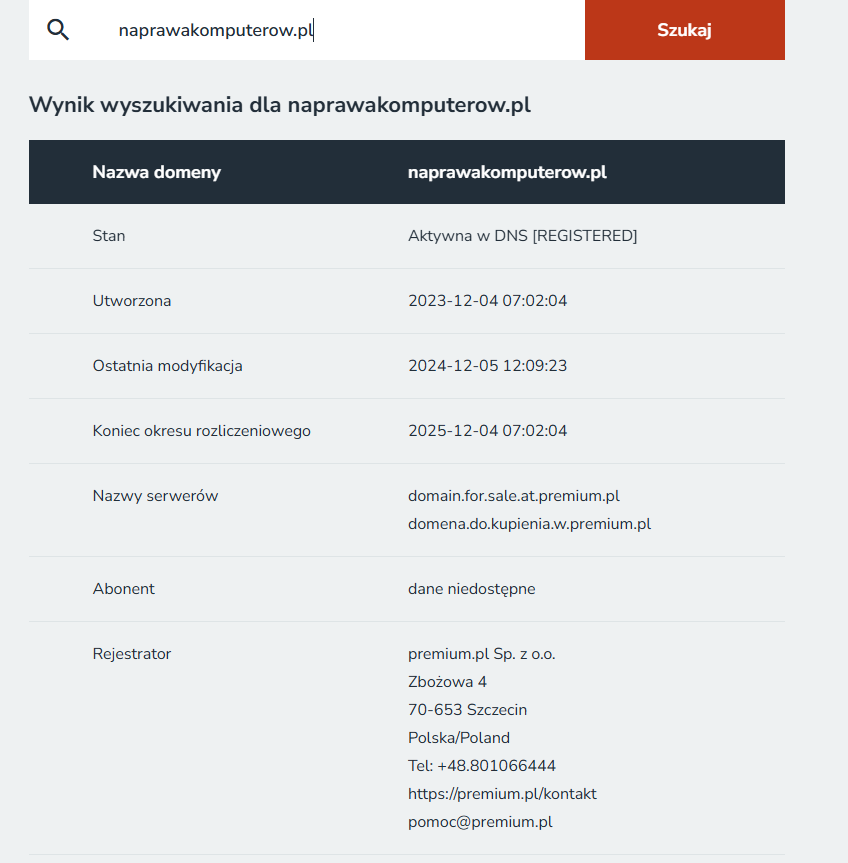 naprawakomputerow.pl
Szukaj
Wynik wyszukiwania dla naprawakomputerow.pl
Nazwa domeny naprawakomputerow.pl
Stan Aktywna w DNS [REGISTERED]
Utworzona 2023-12-04 07:02:04
Ostatnia modyfikacja 2024-12-05 12:09:23
Koniec okresu rozliczeniowego 2025-12-04 07:02:04
Nazwy serwerów domain.for.sale.at.premium.pl
domena.do.kupienia.w.premium.pl
Abonent dane niedostępne
Rejestrator premium.pl Sp. z o.o.
Zbożowa 4
70-653 Szczecin
Polska/Poland
Tel: +48.801066444
https://premium.pl/kontakt
pomoc@premium.pl